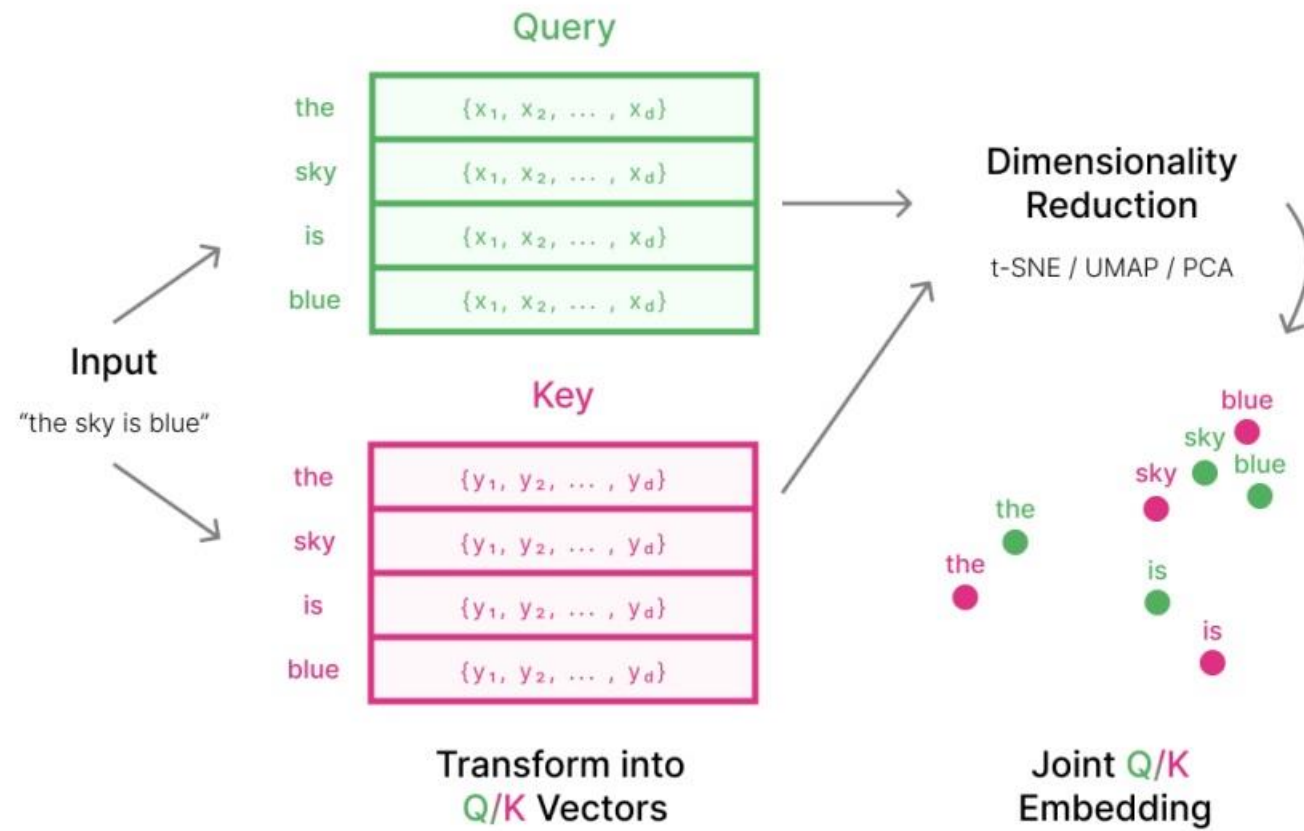 Query
the {x₁, x₂, ... , x_d}
sky {x₁, x₂, ... , x_d}
is {x₁, x₂, ... , x_d}
blue {x₁, x₂, ... , x_d}
Input
“the sky is blue”
Key
the {y₁, y₂, ... , y_d}
sky {y₁, y₂, ... , y_d}
is {y₁, y₂, ... , y_d}
blue {y₁, y₂, ... , y_d}
Transform into
Q/K Vectors
Dimensionality
Reduction
t-SNE / UMAP / PCA
blue
sky
blue
sky
the
the
is
is
Joint Q/K
Embedding